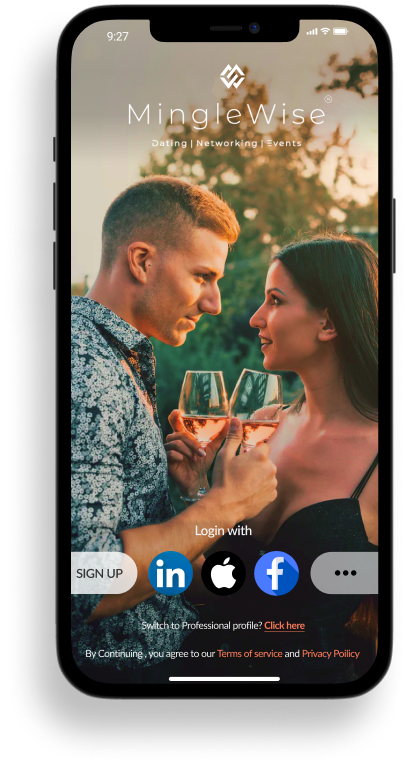 9:27
MingleWise®
Dating | Networking | Events
Login with
SIGN UP
in
f
Switch to Professional profile? Click here
By Continuing , you agree to our Terms of service and Privacy Poilicy